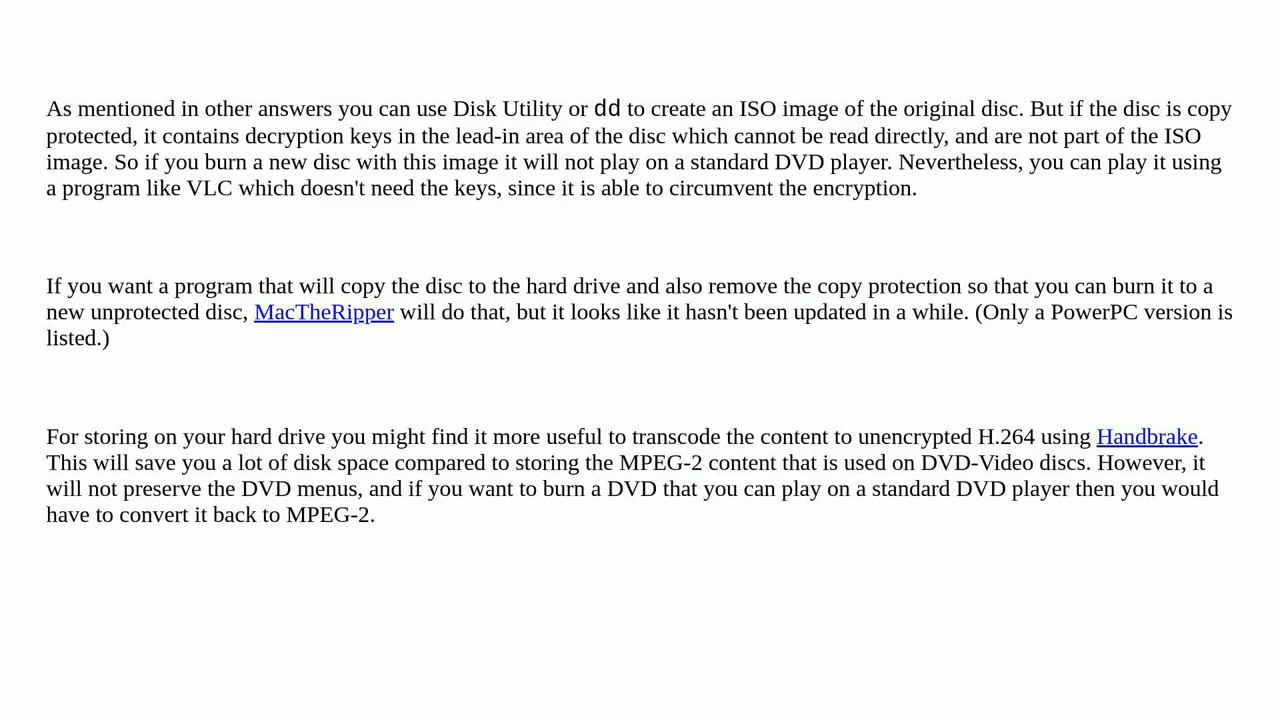 As mentioned in other answers you can use Disk Utility or dd to create an ISO image of the original disc. But if the disc is copy
protected, it contains decryption keys in the lead-in area of the disc which cannot be read directly, and are not part of the ISO
image. So if you burn a new disc with this image it will not play on a standard DVD player. Nevertheless, you can play it using
a program like VLC which doesn't need the keys, since it is able to circumvent the encryption.
If you want a program that will copy the disc to the hard drive and also remove the copy protection so that you can burn it to a
new unprotected disc, MacTheRipper will do that, but it looks like it hasn't been updated in a while. (Only a PowerPC version is
listed.)
For storing on your hard drive you might find it more useful to transcode the content to unencrypted H.264 using Handbrake.
This will save you a lot of disk space compared to storing the MPEG-2 content that is used on DVD-Video discs. However, it
will not preserve the DVD menus, and if you want to burn a DVD that you can play on a standard DVD player then you would
have to convert it back to MPEG-2.